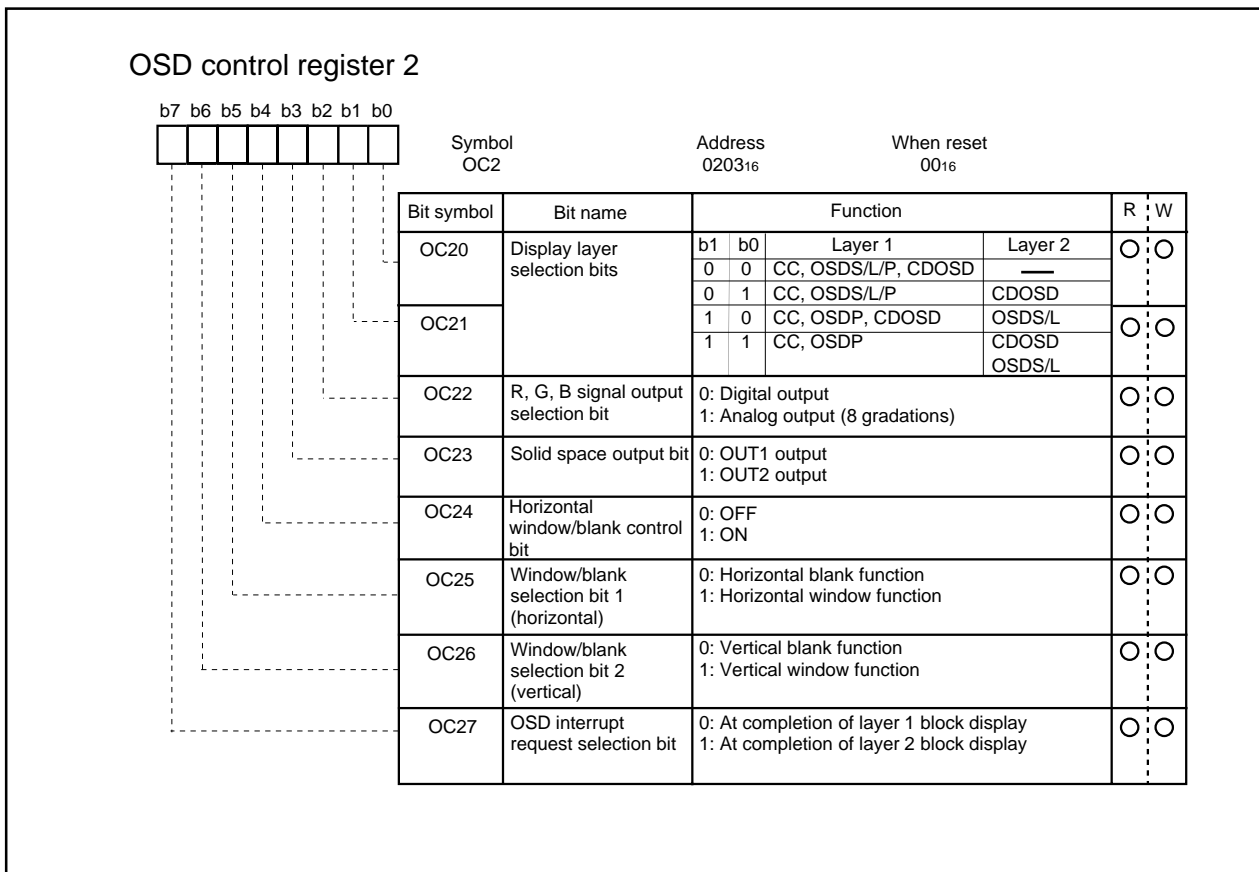 OSD control register 2
b7 b6 b5 b4 b3 b2 b1 b0
Symbol Address When reset
OC2 020316 0016
Bit symbol Bit name Function R W
OC20 Display layer selection bits
b1 b0 Layer 1 Layer 2
0 0 CC, OSDS/L/P, CDOSD —
0 1 CC, OSDS/L/P CDOSD
OC21
1 0 CC, OSDP, CDOSD OSDS/L
1 1 CC, OSDP CDOSD
OSDS/L
OC22 R, G, B signal output 0: Digital output
selection bit 1: Analog output (8 gradations)
OC23 Solid space output bit 0: OUT1 output
1: OUT2 output
OC24 Horizontal 0: OFF
window/blank control 1: ON
bit
OC25 Window/blank 0: Horizontal blank function
selection bit 1 1: Horizontal window function
(horizontal)
OC26 Window/blank 0: Vertical blank function
selection bit 2 1: Vertical window function
(vertical)
OC27 OSD interrupt 0: At completion of layer 1 block display
request selection bit 1: At completion of layer 2 block display